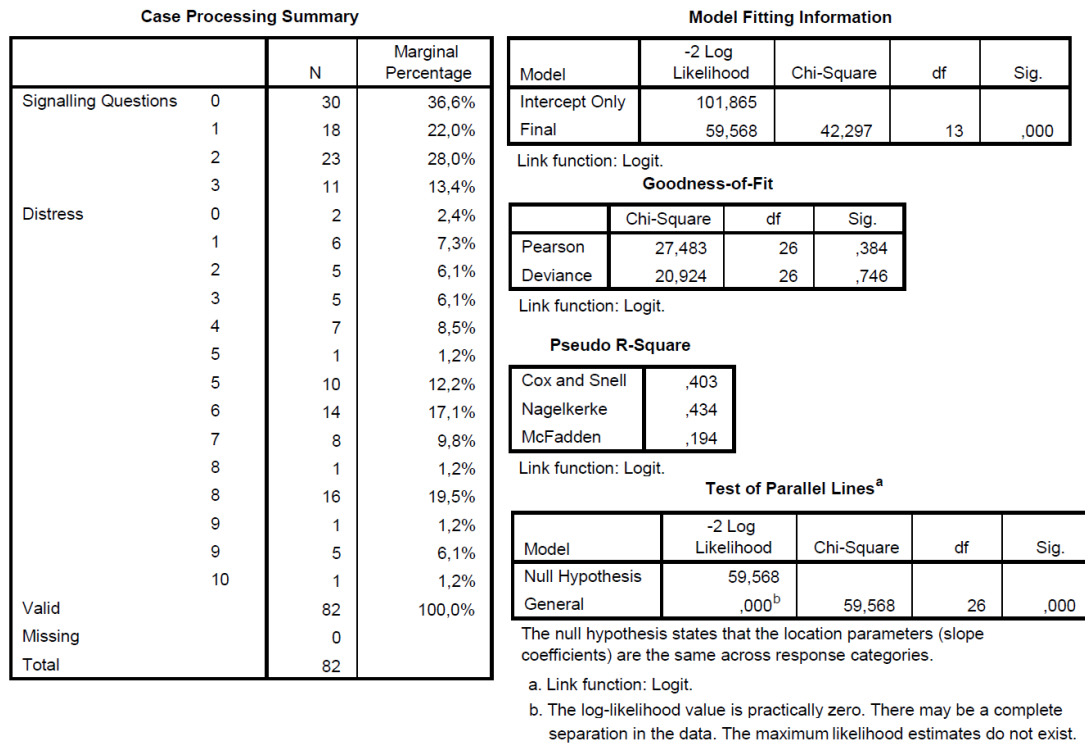 Case Processing Summary
N Marginal Percentage
Signalling Questions 0 30 36,6%
1 18 22,0%
2 23 28,0%
3 11 13,4%
Distress 0 2 2,4%
1 6 7,3%
2 5 6,1%
3 5 6,1%
4 7 8,5%
5 1 1,2%
5 10 12,2%
6 14 17,1%
7 8 9,8%
8 1 1,2%
8 16 19,5%
9 1 1,2%
9 5 6,1%
10 1 1,2%
Valid 82 100,0%
Missing 0
Total 82
Model Fitting Information
Model -2 Log Likelihood Chi-Square df Sig.
Intercept Only 101,865
Final 59,568 42,297 13 ,000
Link function: Logit.
Goodness-of-Fit
Chi-Square df Sig.
Pearson 27,483 26 ,384
Deviance 20,924 26 ,746
Link function: Logit.
Pseudo R-Square
Cox and Snell ,403
Nagelkerke ,434
McFadden ,194
Link function: Logit.
Test of Parallel Linesa
Model -2 Log Likelihood Chi-Square df Sig.
Null Hypothesis 59,568
General ,000b 59,568 26 ,000
The null hypothesis states that the location parameters (slope
coefficients) are the same across response categories.
a. Link function: Logit.
b. The log-likelihood value is practically zero. There may be a complete
separation in the data. The maximum likelihood estimates do not exist.